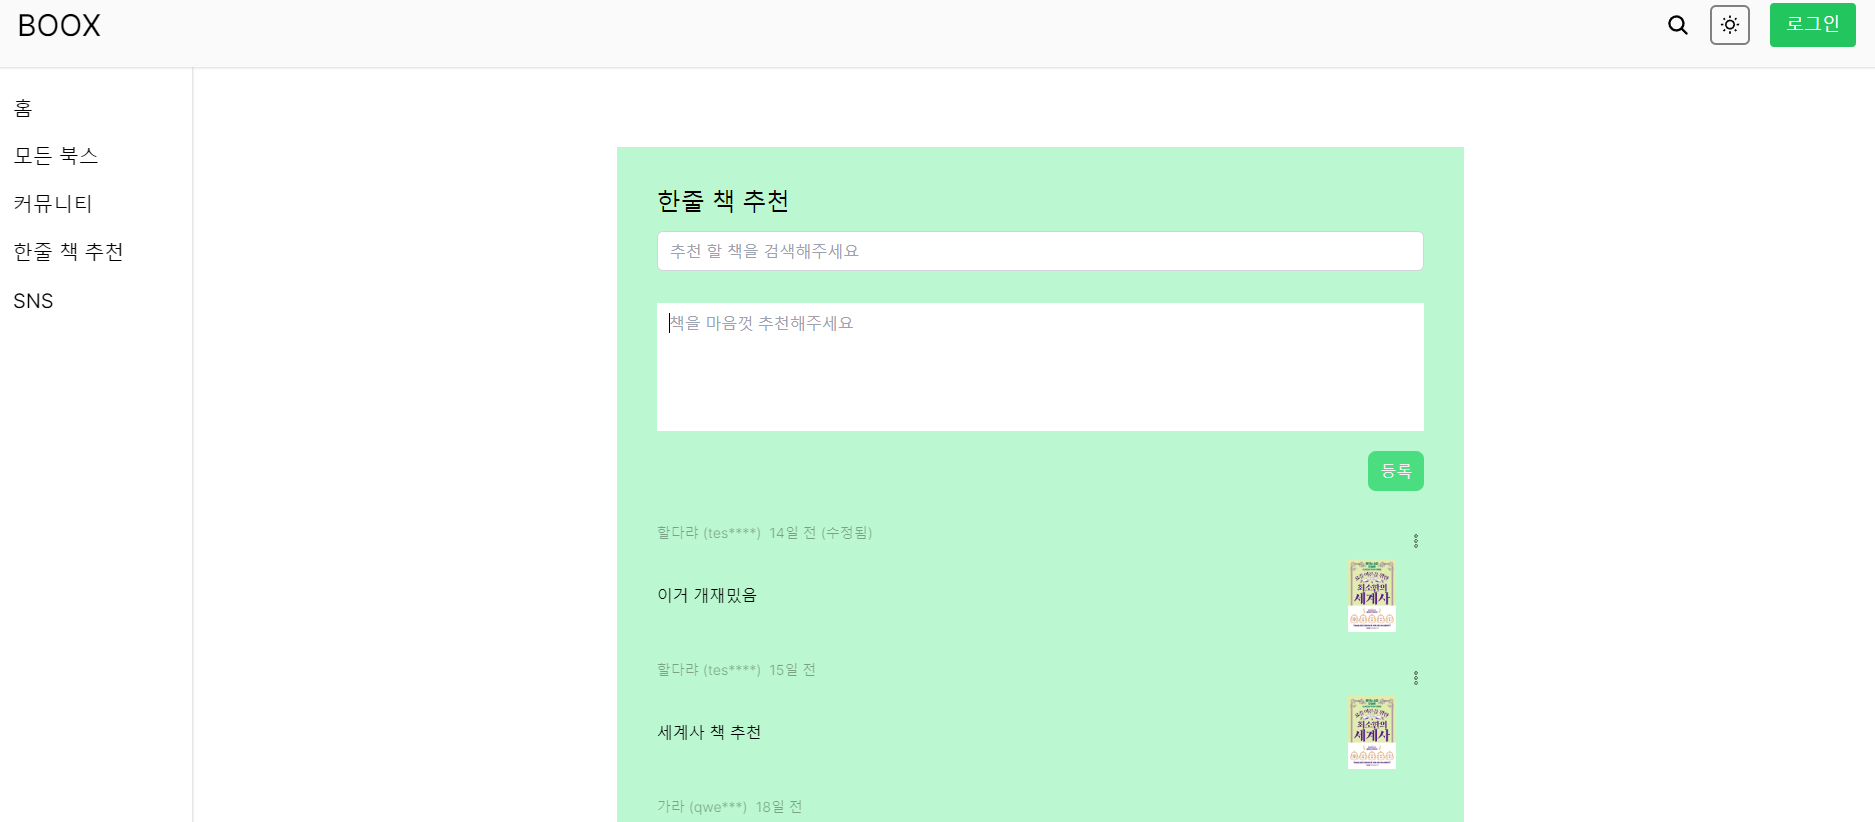 BOOX
로그인
홈
모든 북스
커뮤니티
한줄 책 추천
SNS
한줄 책 추천
추천 할 책을 검색해주세요
책을 마음껏 추천해주세요
등록
할다랴 (tes****) 14일 전 (수정됨)
이거 개재밌음
최소한의
세계사
할다랴 (tes****) 15일 전
세계사 책 추천
최소한의
세계사
가라 (qwe***) 18일 전